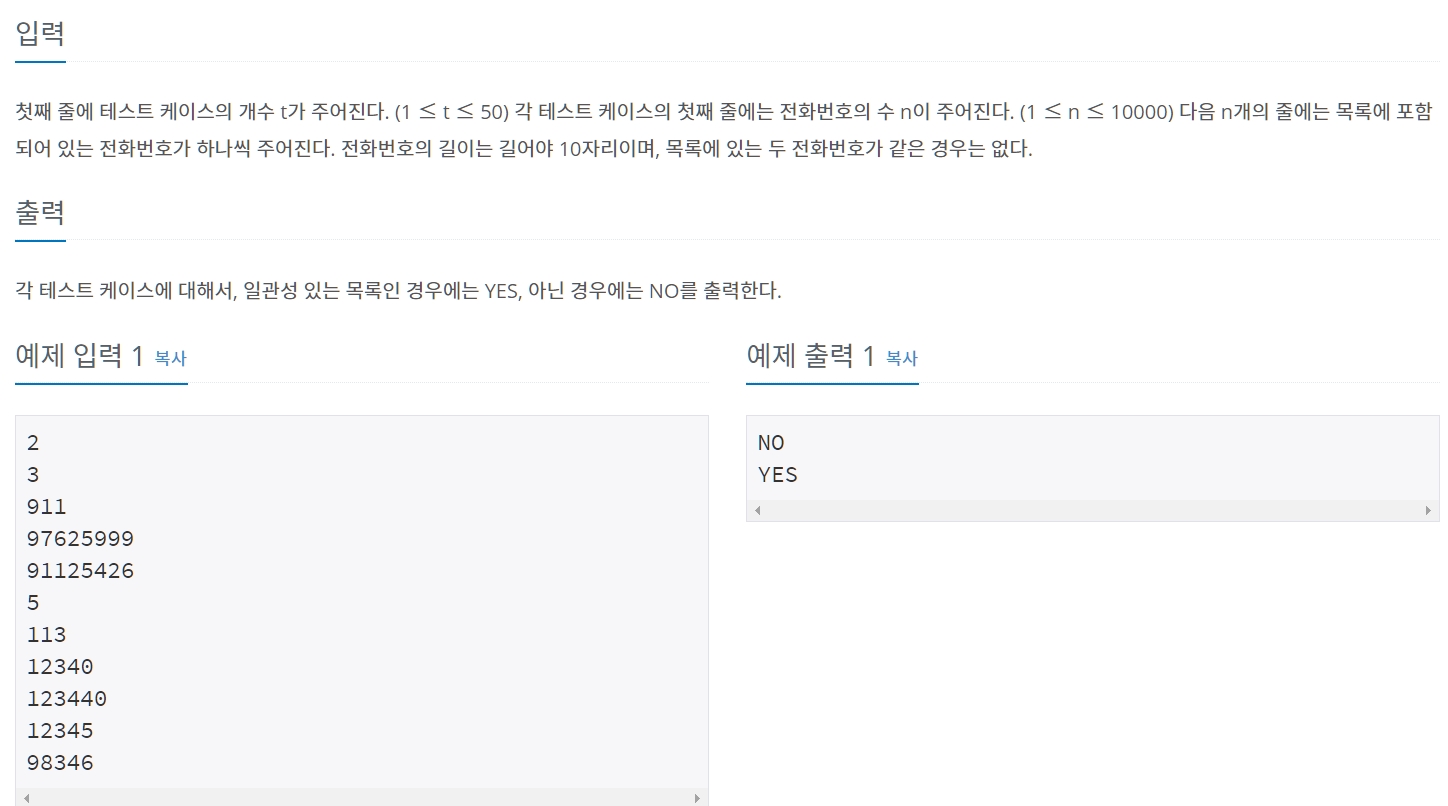 입력
첫째 줄에 테스트 케이스의 개수 t가 주어진다. (1 ≤ t ≤ 50) 각 테스트 케이스의 첫째 줄에는 전화번호의 수 n이 주어진다. (1 ≤ n ≤ 10000) 다음 n개의 줄에는 목록에 포함
되어 있는 전화번호가 하나씩 주어진다. 전화번호의 길이는 길어야 10자리이며, 목록에 있는 두 전화번호가 같은 경우는 없다.
출력
각 테스트 케이스에 대해서, 일관성 있는 목록인 경우에는 YES, 아닌 경우에는 NO를 출력한다.
예제 입력 1 복사
2
3
911
97625999
91125426
5
113
12340
123440
12345
98346
예제 출력 1 복사
NO
YES